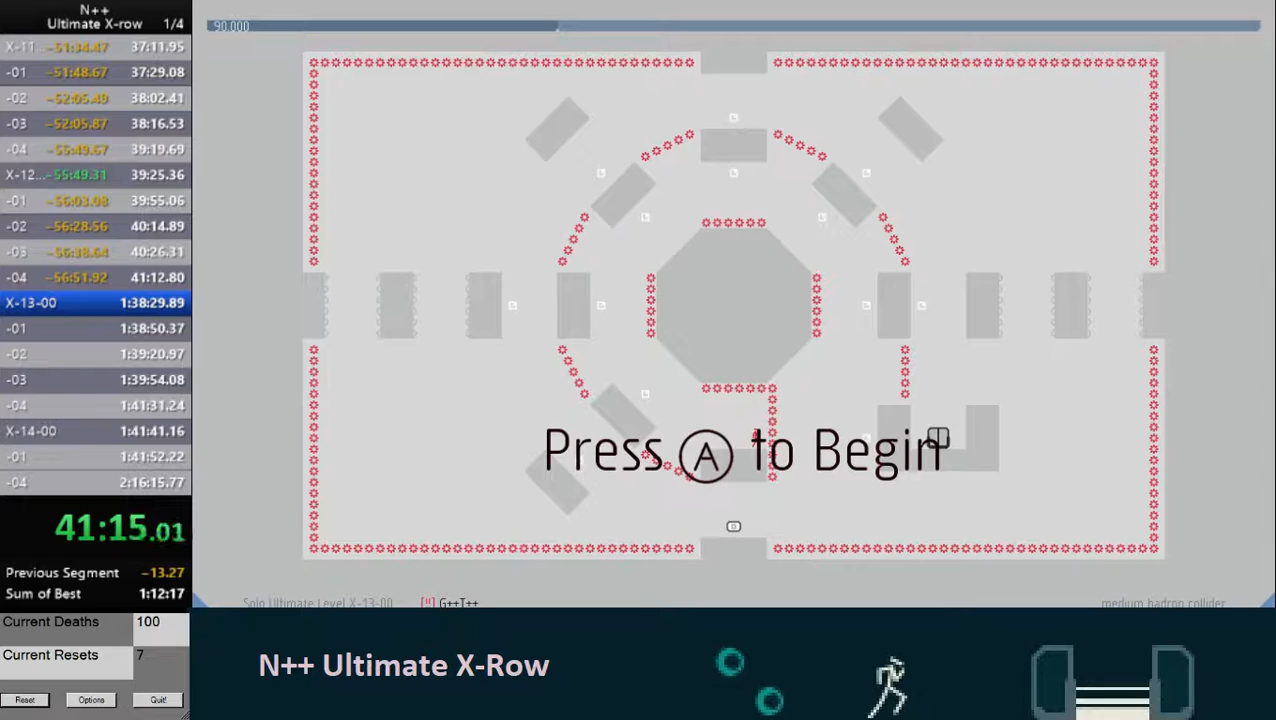 N++
Ultimate X-row 1/4
X-11... -51:34.47 37:11.95
-01 -51:48.67 37:29.08
-02 -52:05.49 38:02.41
-03 -52:05.87 38:16.53
-04 -55:49.67 39:19.69
X-12... -55:49.31 39:25.36
-01 -56:03.08 39:55.06
-02 -56:28.56 40:14.89
-03 -56:38.64 40:26.31
-04 -56:51.92 41:12.80
X-13-00 1:38:29.89
-01 1:38:50.37
-02 1:39:20.97
-03 1:39:54.08
-04 1:41:31.24
X-14-00 1:41:41.16
-01 1:41:52.22
-04 2:16:15.77
41:15.01
Previous Segment -13.27
Sum of Best 1:12:17
Current Deaths 100
Current Resets 7
Reset Options Quit!
90.000
Press A to Begin
Solo Ultimate Level X-13-00 [!!] G++T++
medium hadron collider
N++ Ultimate X-Row